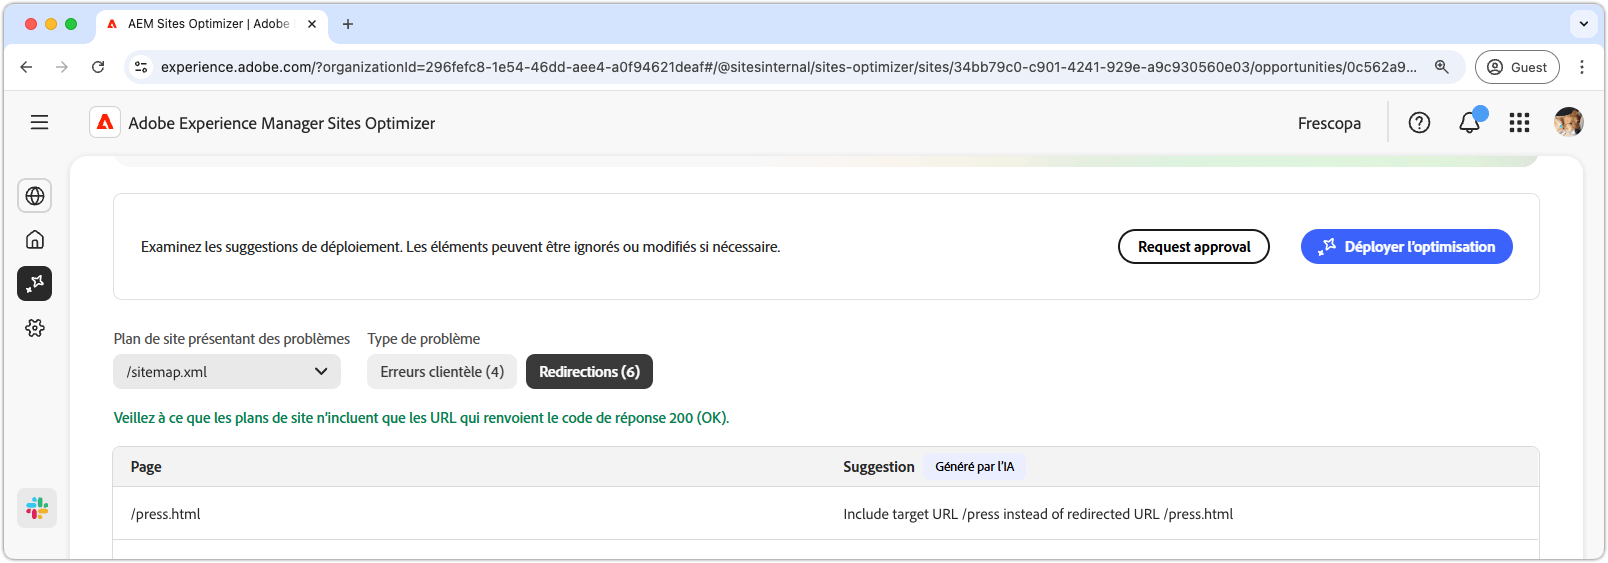 AEM Sites Optimizer | Adobe
experience.adobe.com/?organizationId=296fefc8-1e54-46dd-aee4-a0f94621deaf#/@sitesinternal/sites-optimizer/sites/34bb79c0-c901-4241-929e-a9c930560e03/opportunities/0c562a9...
Guest
Adobe Experience Manager Sites Optimizer
Frescopa
Examinez les suggestions de déploiement. Les éléments peuvent être ignorés ou modifiés si nécessaire.
Request approval
Déployer l'optimisation
Plan de site présentant des problèmes
Type de problème
/sitemap.xml
Erreurs clientèle (4)
Redirections (6)
Veillez à ce que les plans de site n'incluent que les URL qui renvoient le code de réponse 200 (OK).
Page
Suggestion
Généré par l'IA
/press.html
Include target URL /press instead of redirected URL /press.html